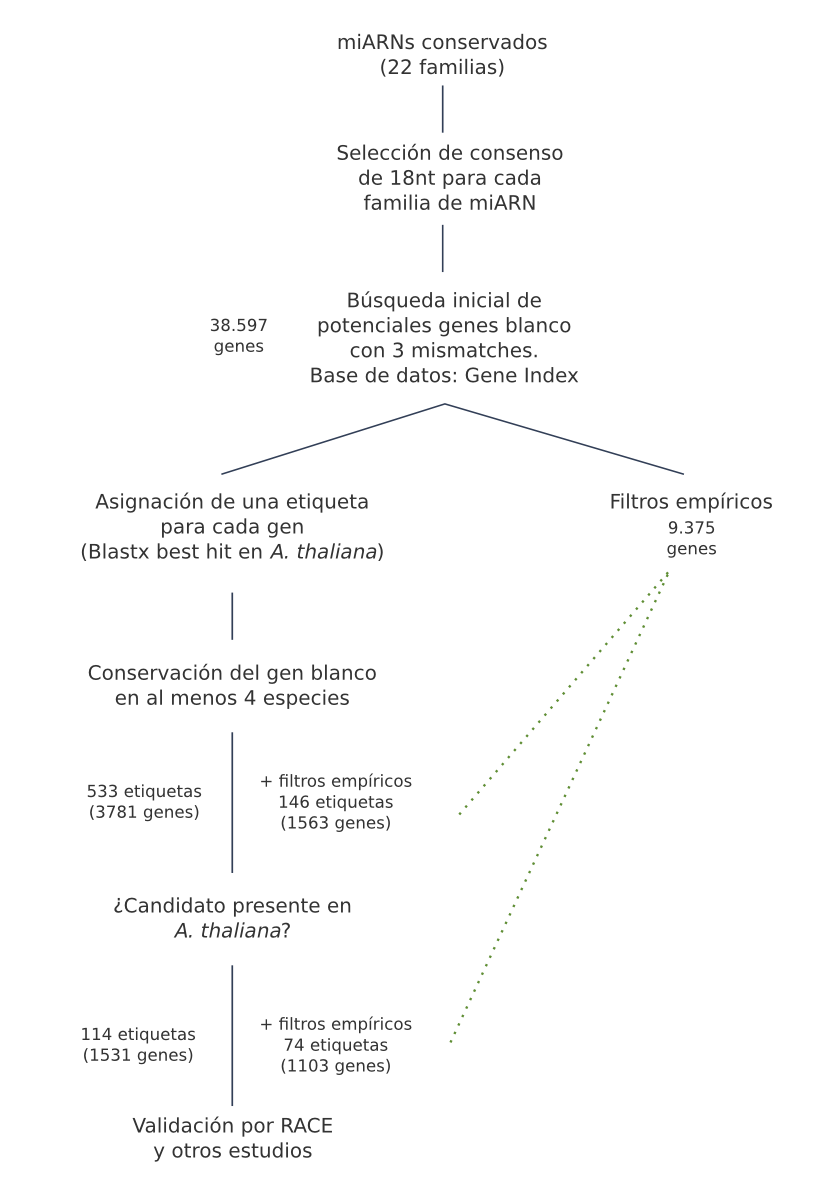 miARNs conservados
(22 familias)
Selección de consenso
de 18nt para cada
familia de miARN
38.597
genes
Búsqueda inicial de
potenciales genes blanco
con 3 mismatches.
Base de datos: Gene Index
Asignación de una etiqueta
para cada gen
(Blastx best hit en A. thaliana)
Filtros empíricos
9.375
genes
Conservación del gen blanco
en al menos 4 especies
533 etiquetas
(3781 genes)
+ filtros empíricos
146 etiquetas
(1563 genes)
¿Candidato presente en
A. thaliana?
114 etiquetas
(1531 genes)
+ filtros empíricos
74 etiquetas
(1103 genes)
Validación por RACE
y otros estudios